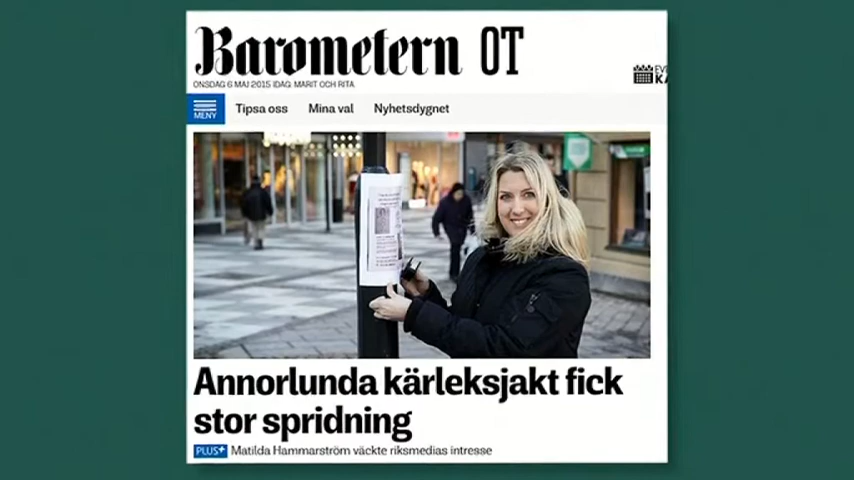 Barometern OT
ONSDAG 6 MAJ 2015 IDAG: MARIT OCH RITA
MENY
Tipsa oss
Mina val
Nyhetsdygnet
Annorlunda kärleksjakt fick
stor spridning
PLUS+ Matilda Hammarström väckte riksmedias intresse